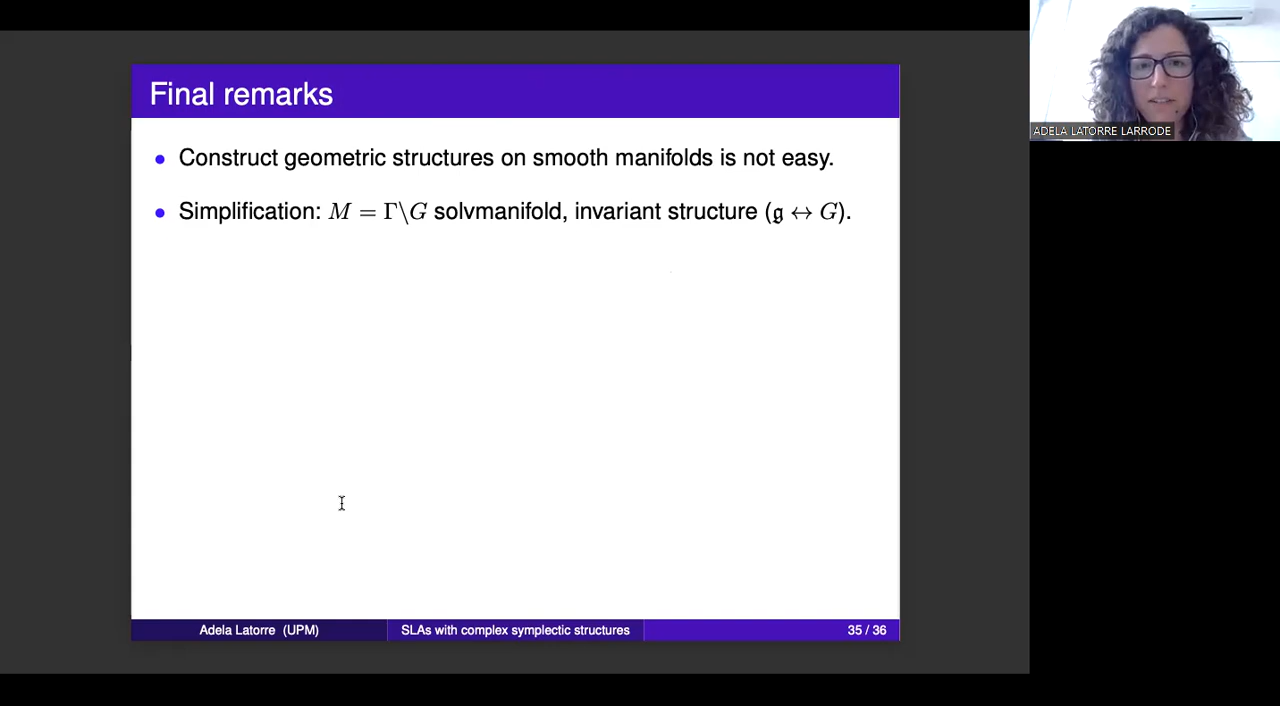 Final remarks
Construct geometric structures on smooth manifolds is not easy.
Simplification: M = Γ\G solvmanifold, invariant structure (𝔤 ↔ G).
Adela Latorre (UPM)
SLAs with complex symplectic structures
35 / 36
ADELA LATORRE LARRODE